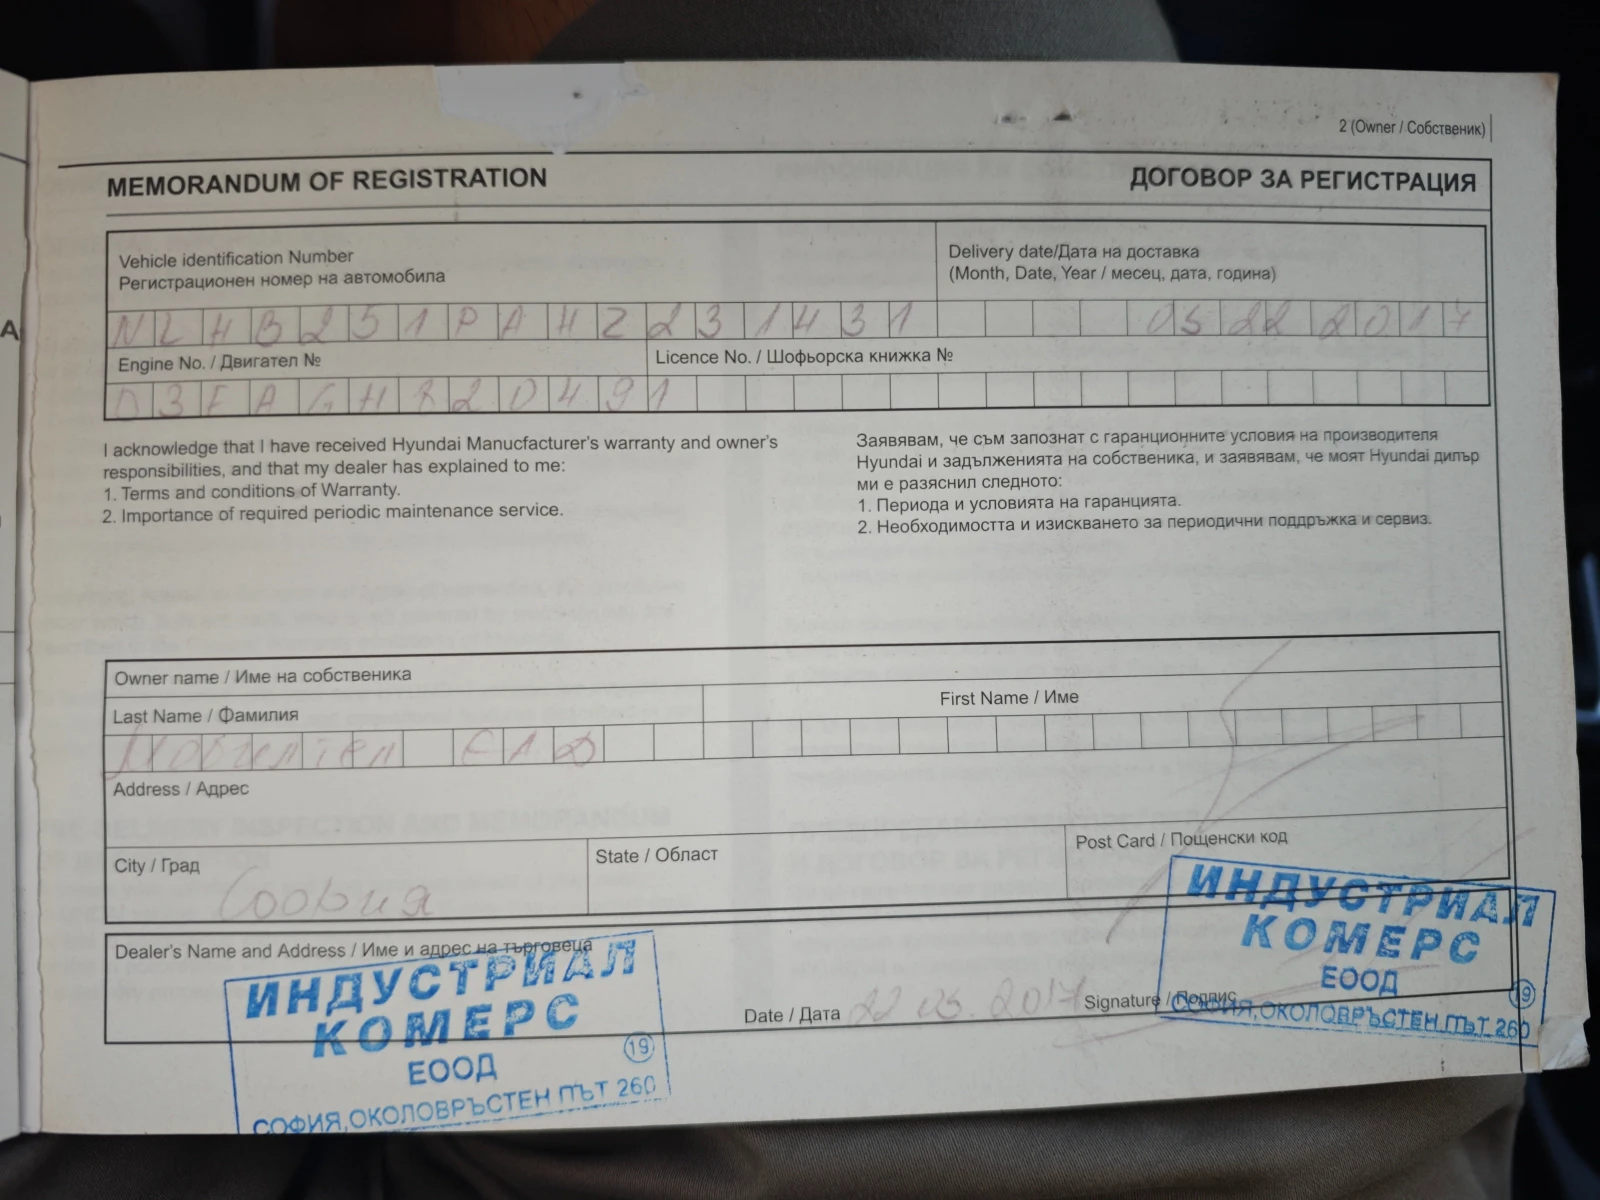 2 (Owner / Собственик)
MEMORANDUM OF REGISTRATION
ДОГОВОР ЗА РЕГИСТРАЦИЯ
Vehicle identification Number
Регистрационен номер на автомобила
Delivery date/Дата на доставка
(Month, Date, Year / месец, дата, година)
NLHB251PAHZ231431
05 22 2017
Engine No. / Двигател №
Licence No. / Шофьорска книжка №
I acknowledge that I have received Hyundai Manucfacturer's warranty and owner's
responsibilities, and that my dealer has explained to me:
1. Terms and conditions of Warranty.
2. Importance of required periodic maintenance service.
Заявявам, че съм запознат с гаранционните условия на производителя
Hyundai и задълженията на собственика, и заявявам, че моят Hyundai дилър
ми е разяснил следното:
1. Периода и условията на гаранцията.
2. Необходимостта и изискването за периодични поддръжка и сервиз.
Owner name / Име на собственика
Last Name / Фамилия
First Name / Име
Мобилтел ЕАД
Address / Адрес
City / Град
State / Област
Post Card / Пощенски код
София
Dealer's Name and Address / Име и адрес на търговеца
ИНДУСТРИАЛ
КОМЕРС
ЕООД
19
СОФИЯ,ОКОЛОВРЪСТЕН ПЪТ 260
Date / Дата 22.05.2017
Signature / Подпис
ИНДУСТРИАЛ
КОМЕРС
ЕООД
19
СОФИЯ,ОКОЛОВРЪСТЕН ПЪТ 260